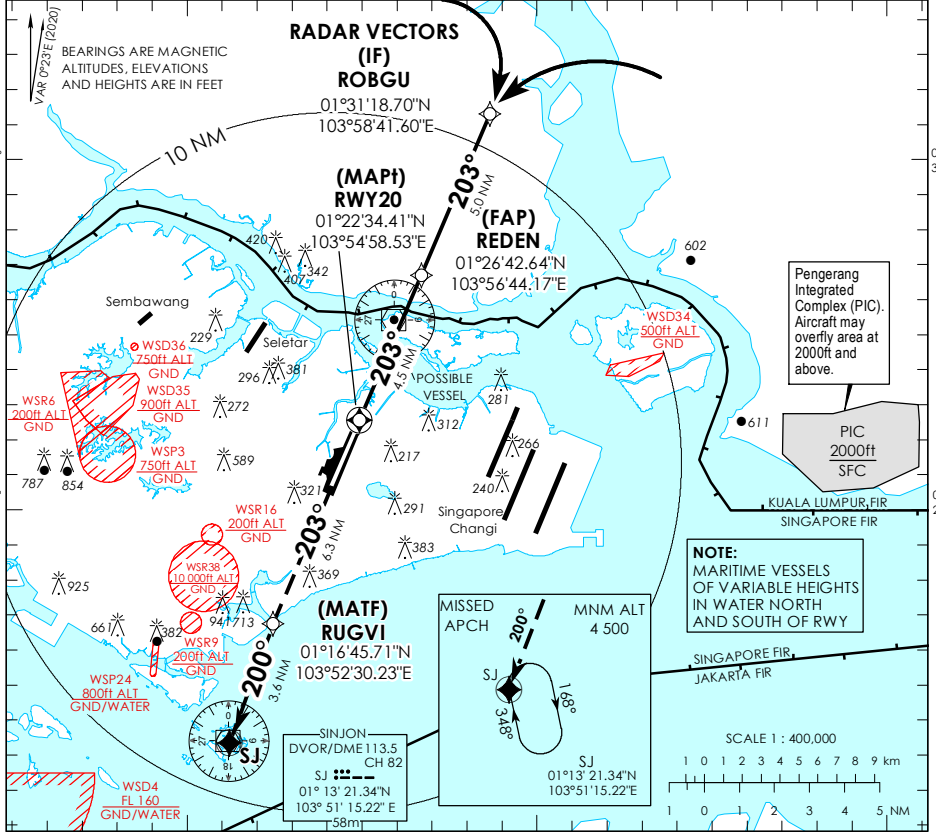 VAR 0°23'E (2020)
BEARINGS ARE MAGNETIC
ALTITUDES, ELEVATIONS
AND HEIGHTS ARE IN FEET
RADAR VECTORS
(IF)
ROBGU
01°31'18.70"N
103°58'41.60"E
10 NM
203°
5.0 NM
(MAPt)
RWY20
01°22'34.41"N
103°54'58.53"E
(FAP)
REDEN
01°26'42.64"N
103°56'44.17"E
420
407
342
602
Pengerang
Integrated
Complex (PIC).
Aircraft may
overfly area at
2000ft and
above.
Sembawang
229
Seletar
0
9
27
203°
4.5 NM
WSD34
500ft ALT
GND
WSD36
750ft ALT
GND
296
381
POSSIBLE
VESSEL
281
WSR6
200ft ALT
GND
WSD35
900ft ALT
GND
272
312
611
PIC
2000ft
SFC
WSP3
750ft ALT
GND
787
854
589
217
266
240
321
291
Singapore
Changi
KUALA LUMPUR FIR
SINGAPORE FIR
WSR16
200ft ALT
GND
203°
6.3 NM
383
NOTE:
MARITIME VESSELS
OF VARIABLE HEIGHTS
IN WATER NORTH
AND SOUTH OF RWY
WSR38
10 000ft ALT
GND
369
925
941
713
661
382
WSR9
200ft ALT
GND
(MATF)
RUGVI
01°16'45.71"N
103°52'30.23"E
MISSED
APCH
MNM ALT
4 500
200°
SJ
168°
348°
SJ
01°13' 21.34"N
103°51'15.22"E
SINGAPORE FIR
JAKARTA FIR
WSP24
800ft ALT
GND/WATER
200°
3.6 NM
0
27
18
SJ
SINJON
DVOR/DME 113.5
CH 82
SJ
01° 13' 21.34"N
103° 51' 15.22" E
58m
WSD4
FL 160
GND/WATER
SCALE 1 : 400,000
1 0 1 2 3 4 5 6 7 8 9 km
1 0 1 2 3 4 5 NM